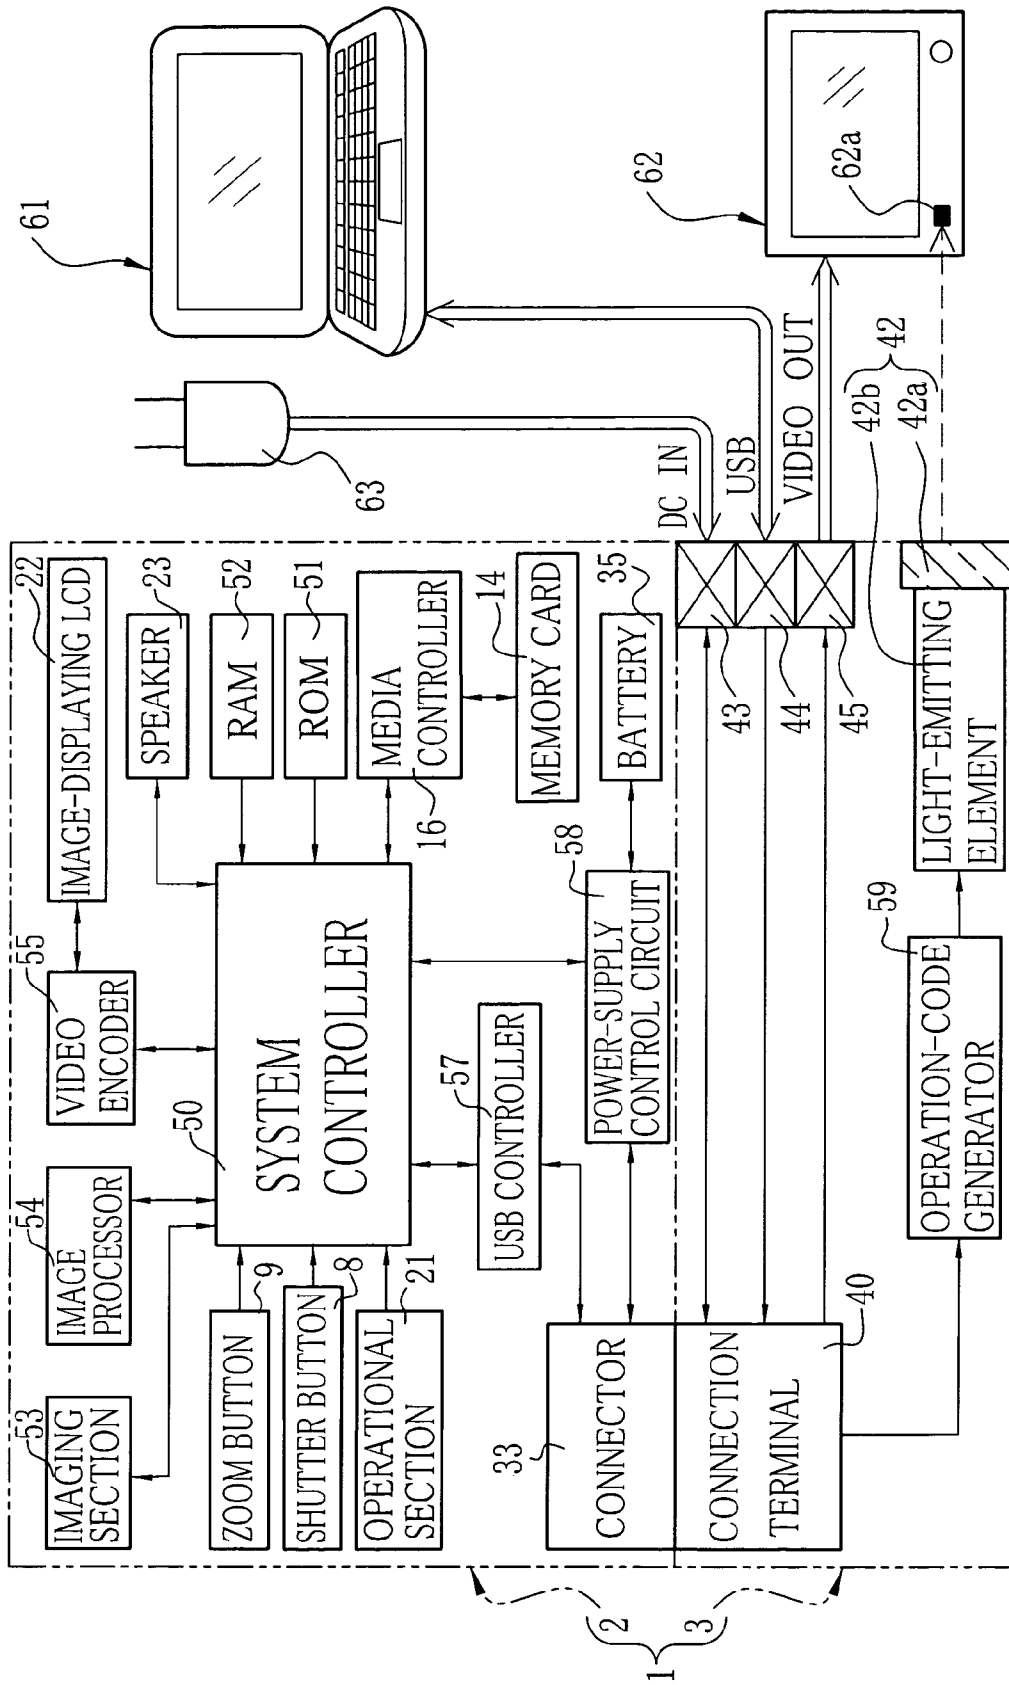 53
IMAGING
SECTION
54
IMAGE
PROCESSOR
55
VIDEO
ENCODER
22
IMAGE-DISPLAYING LCD
23
SPEAKER
52
RAM
51
ROM
MEDIA
CONTROLLER
16
14
MEMORY CARD
35
BATTERY
50
SYSTEM
CONTROLLER
9
ZOOM BUTTON
8
SHUTTER BUTTON
21
OPERATIONAL
SECTION
57
USB CONTROLLER
58
POWER-SUPPLY
CONTROL CIRCUIT
33
CONNECTOR
CONNECTION
TERMINAL
40
43
44
45
59
OPERATION-CODE
GENERATOR
LIGHT-EMITTING
ELEMENT
42b
42a
42
DC IN
USB
VIDEO OUT
63
61
62
62a
1
2
3